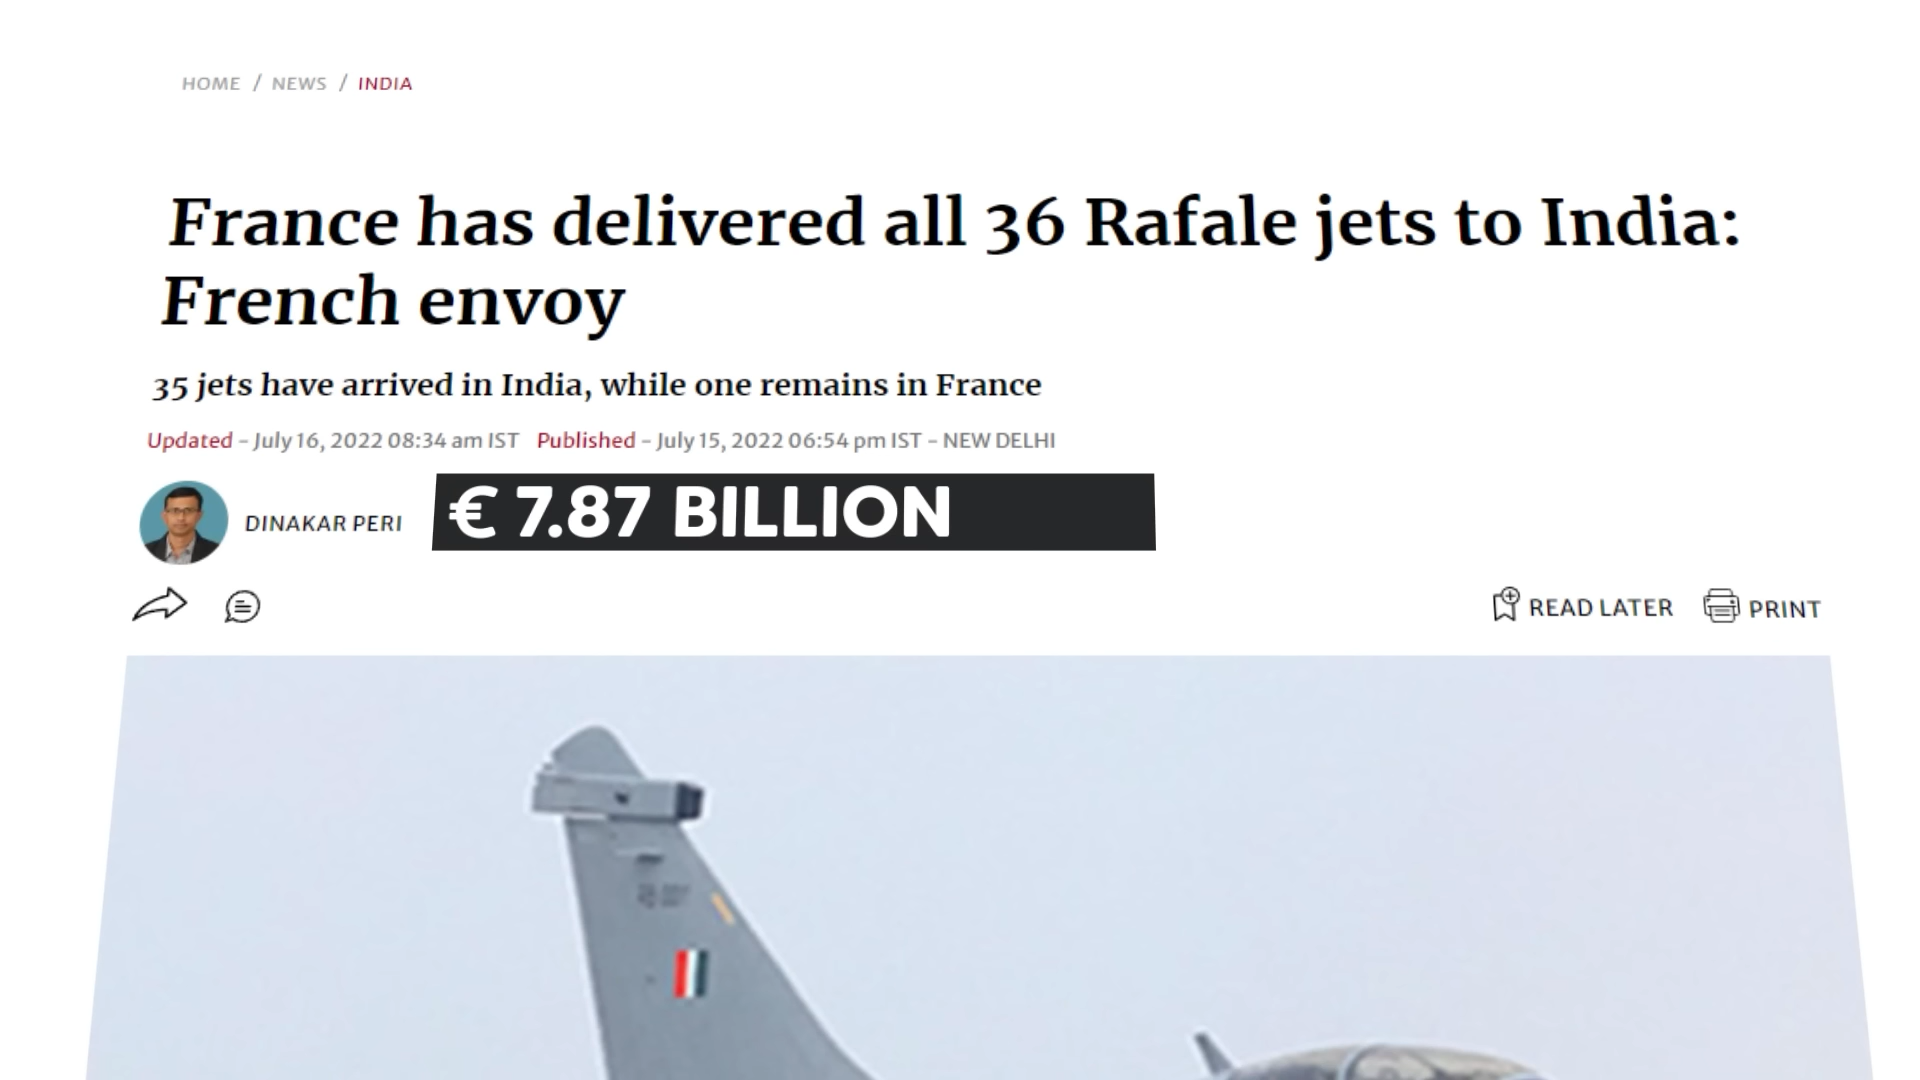 HOME / NEWS / INDIA
France has delivered all 36 Rafale jets to India:
French envoy
35 jets have arrived in India, while one remains in France
Updated - July 16, 2022 08:34 am IST Published - July 15, 2022 06:54 pm IST - NEW DELHI
DINAKAR PERI
€ 7.87 BILLION
READ LATER PRINT